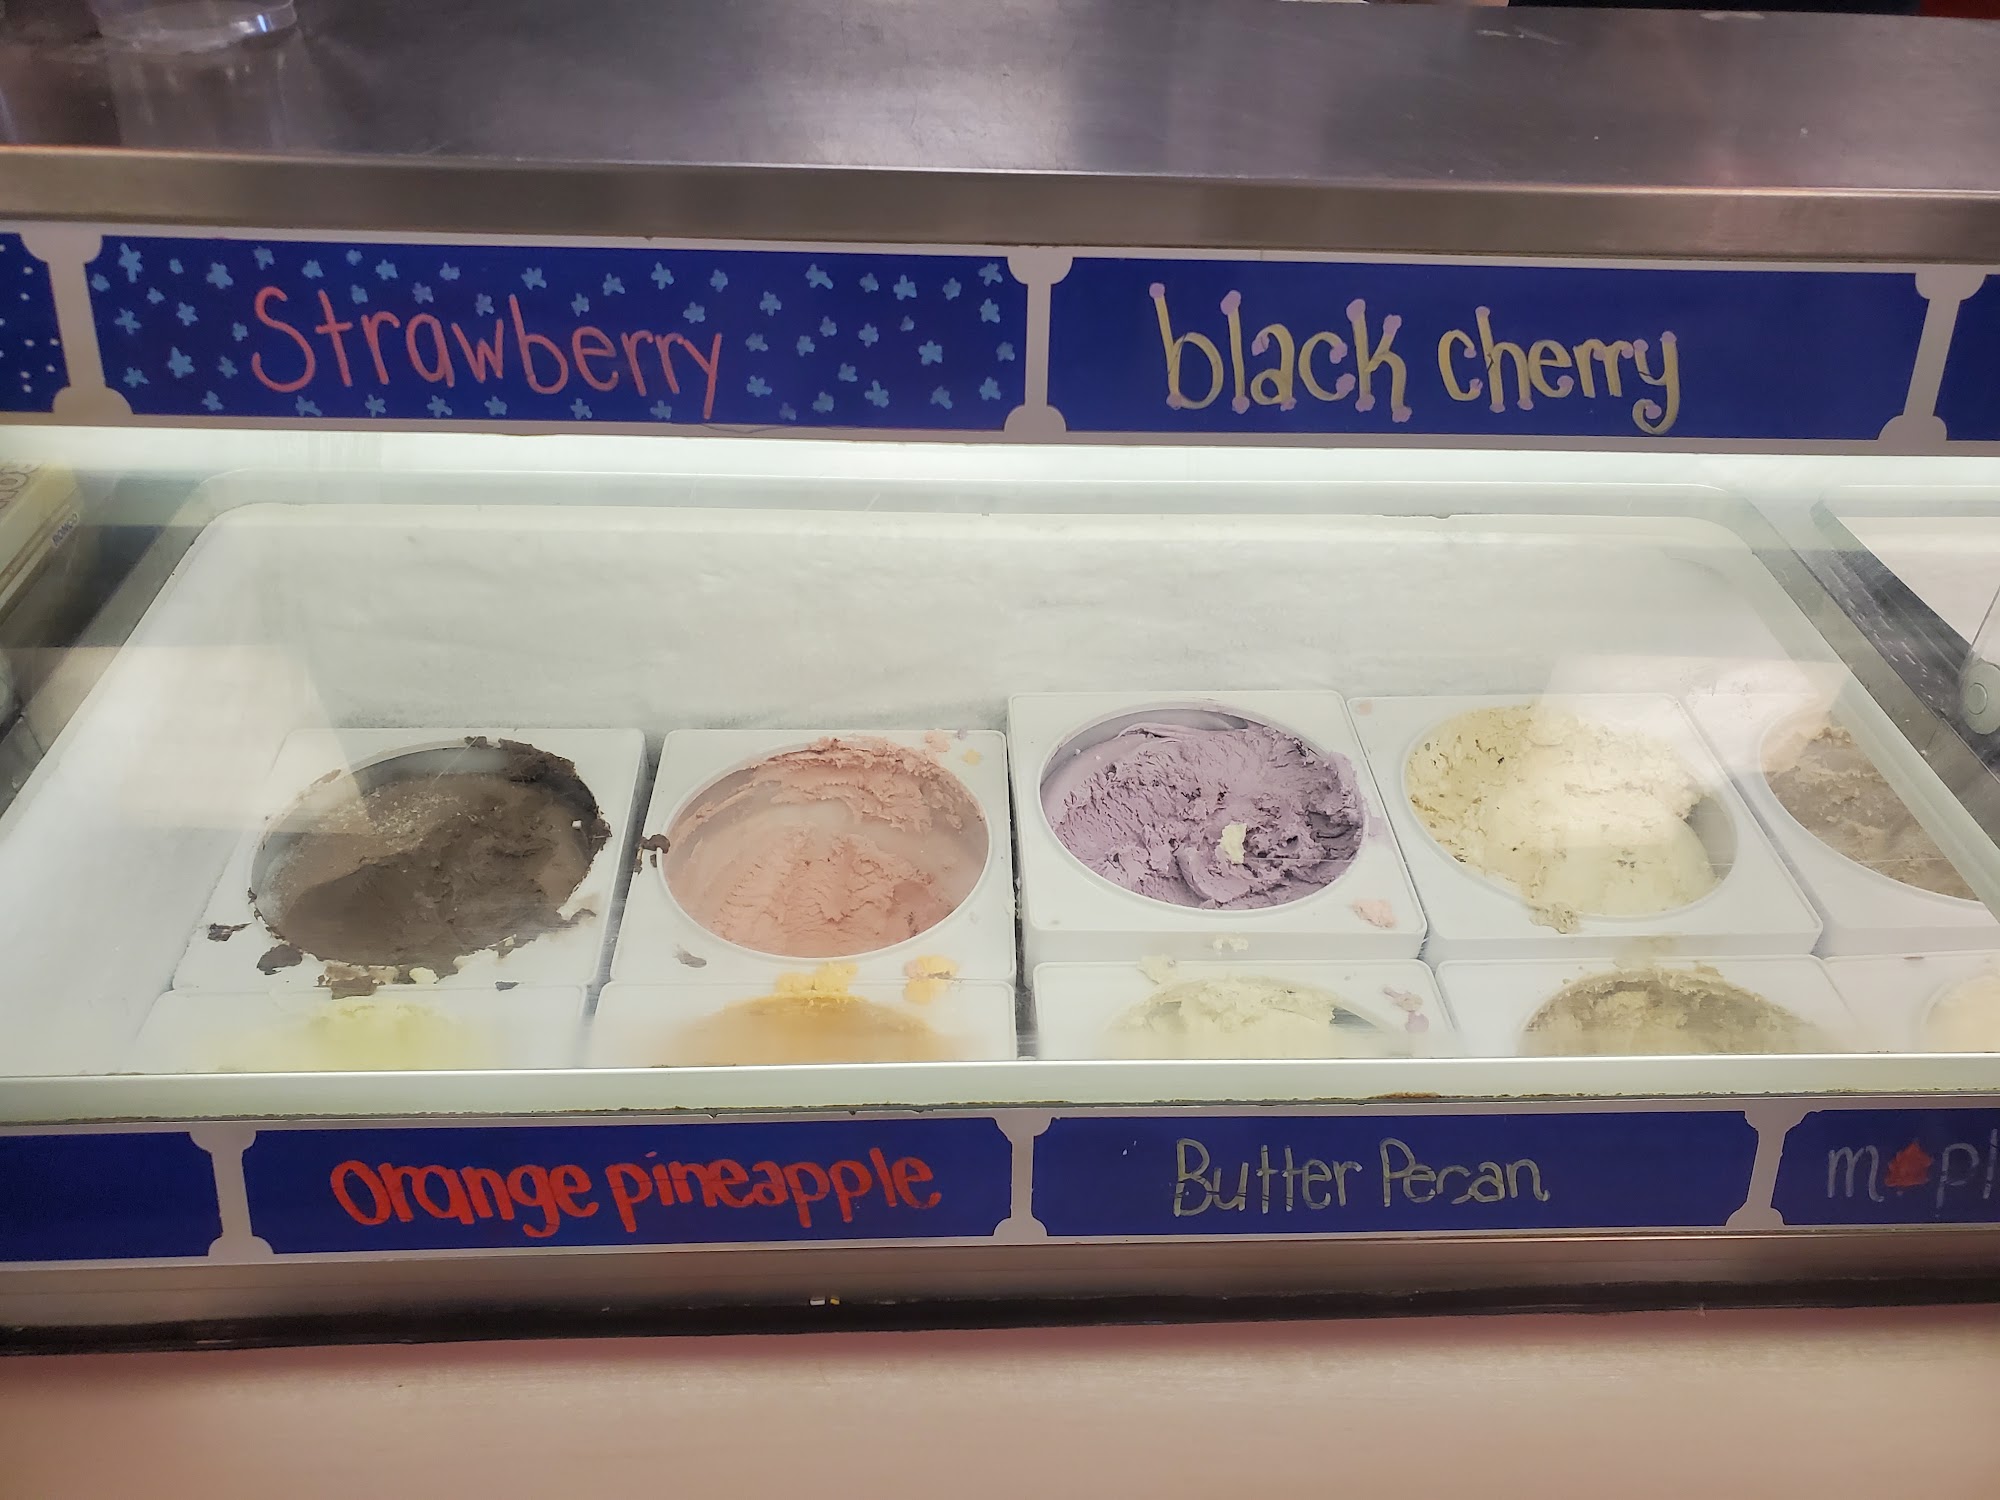 Strawberry
black cherry
Orange pineapple
Butter Pecan